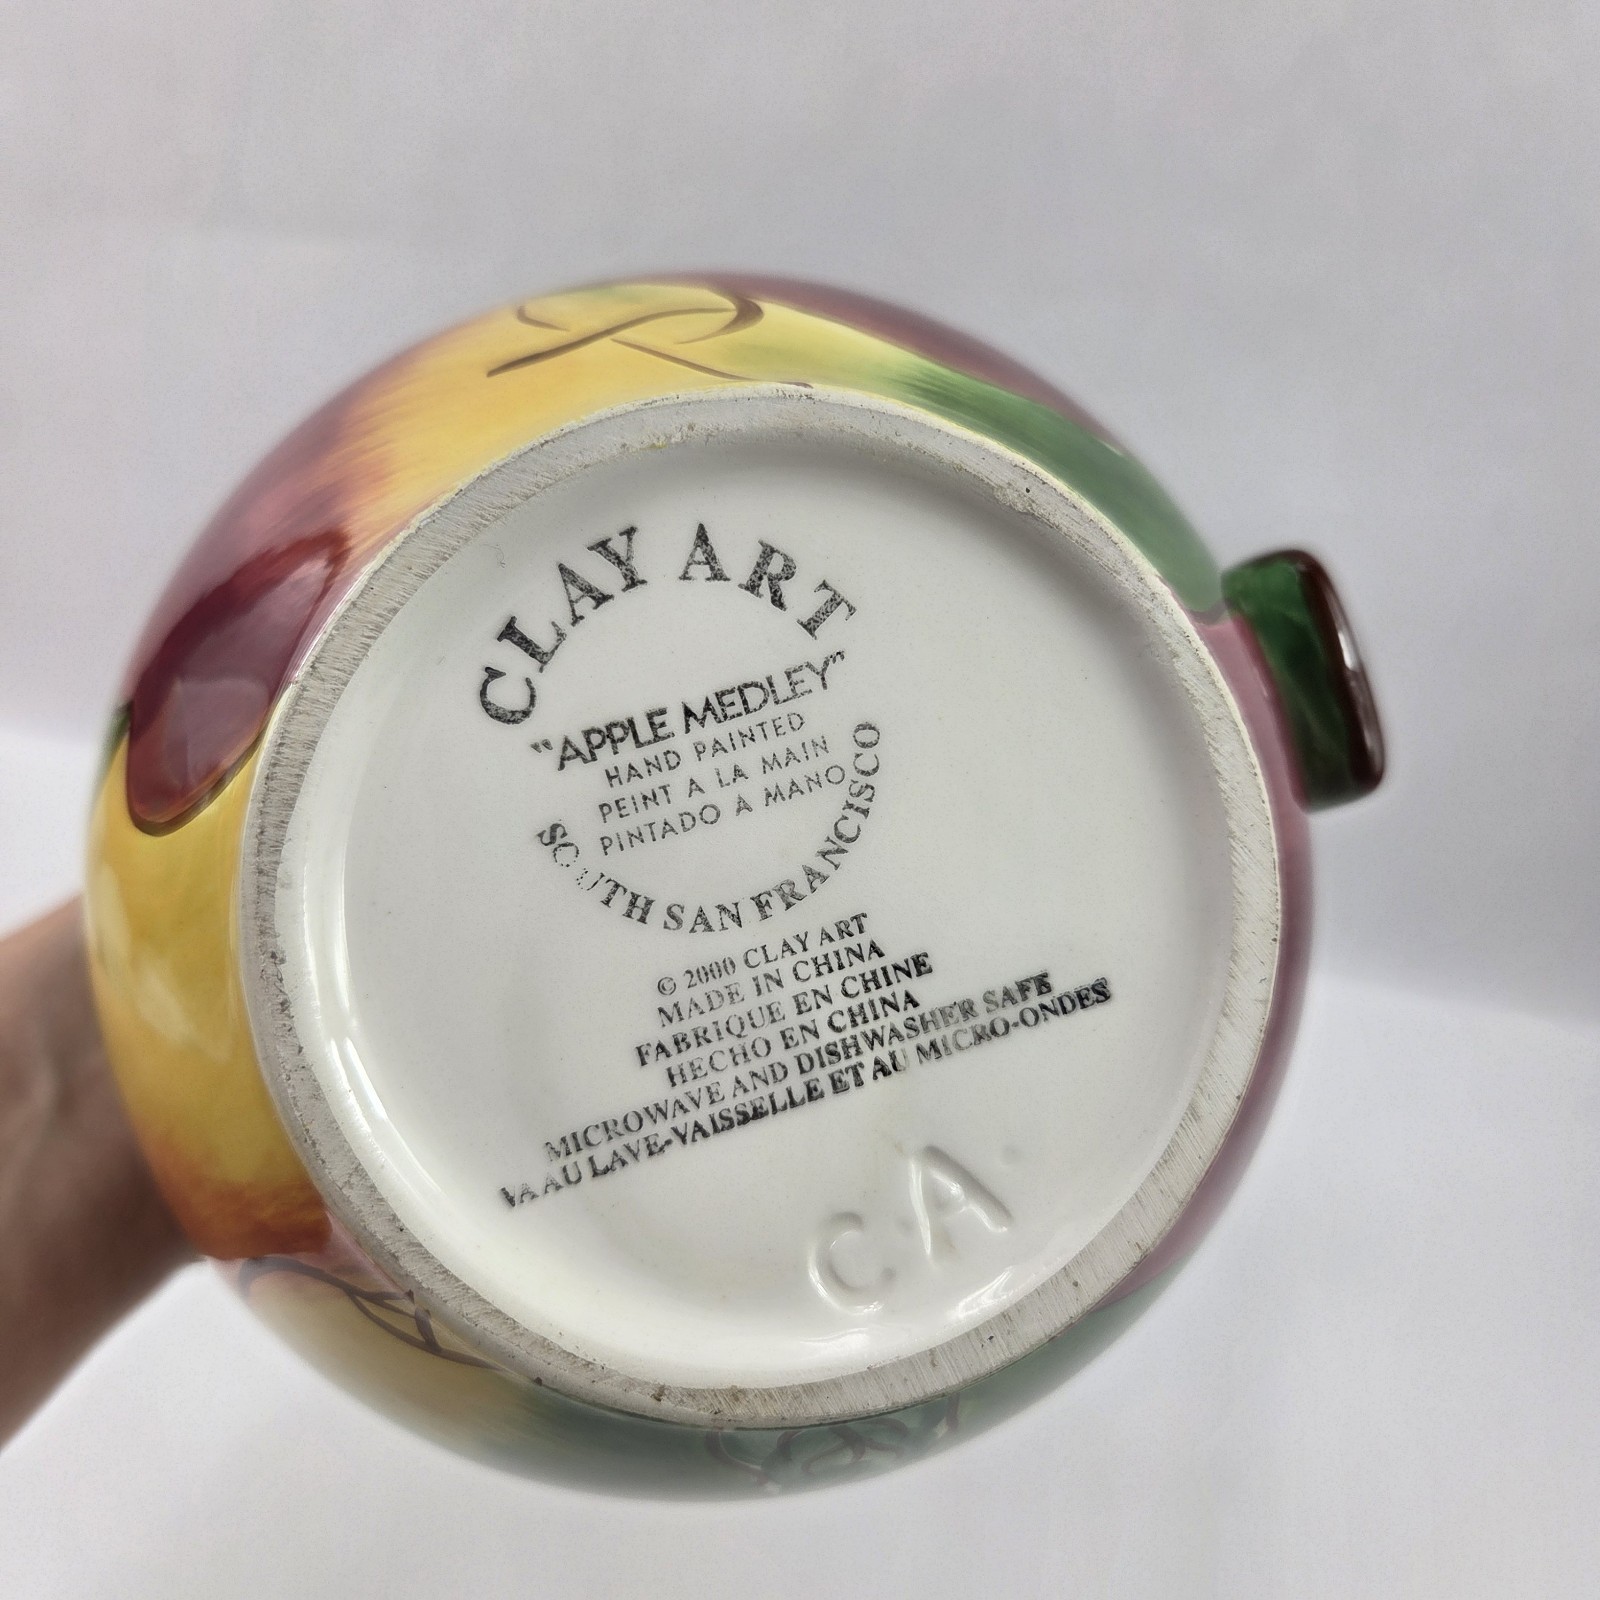 CLAY ART
"APPLE MEDLEY"
HAND PAINTED
PEINT A LA MAIN
PINTADO A MANO
SOUTH SAN FRANCISCO
© 2000 CLAY ART
MADE IN CHINA
FABRIQUE EN CHINE
HECHO EN CHINA
MICROWAVE AND DISHWASHER SAFE
VA AU LAVE-VAISSELLE ET AU MICRO-ONDES
C.A.